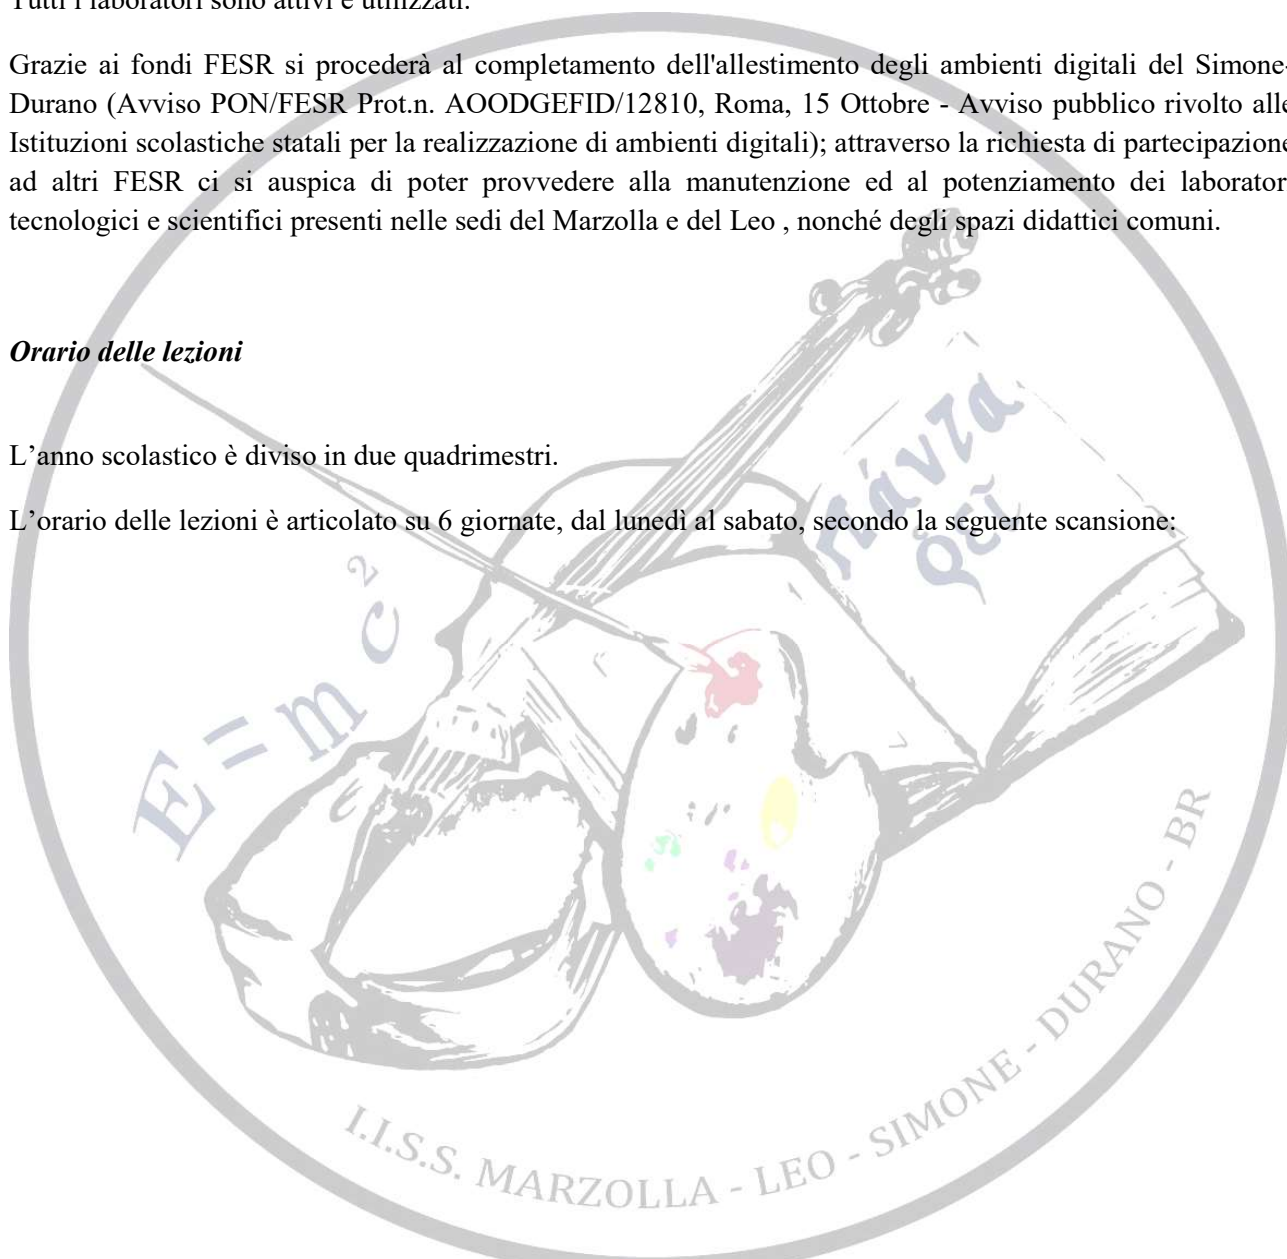 Tutti i laboratori sono attivi e utilizzati.
Grazie ai fondi FESR si procederà al completamento dell'allestimento degli ambienti digitali del Simone-
Durano (Avviso PON/FESR Prot.n. AOODGEFID/12810, Roma, 15 Ottobre - Avviso pubblico rivolto alle
Istituzioni scolastiche statali per la realizzazione di ambienti digitali); attraverso la richiesta di partecipazione
ad altri FESR ci si auspica di poter provvedere alla manutenzione ed al potenziamento dei laborator
tecnologici e scientifici presenti nelle sedi del Marzolla e del Leo , nonché degli spazi didattici comuni.
Orario delle lezioni
L’anno scolastico è diviso in due quadrimestri.
L’orario delle lezioni è articolato su 6 giornate, dal lunedì al sabato, secondo la seguente scansione:
πάντα
ῥεῖ
E = m c 2
I.I.S.S. MARZOLLA - LEO - SIMONE - DURANO - BR